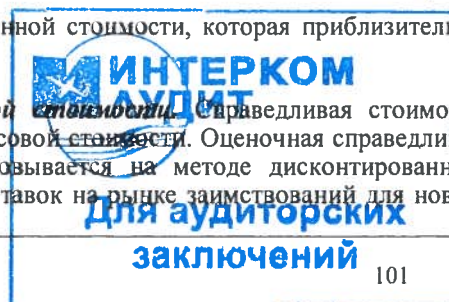 нной стоимости, которая приблизительн
ИНТЕРКОМ
АУДИТ
й стоимости. Справедливая стоимо
совой стоимости. Оценочная справедли
овывается на методе дисконтированн
тавок на рынке заимствований для нов
Для аудиторских
заключений
101